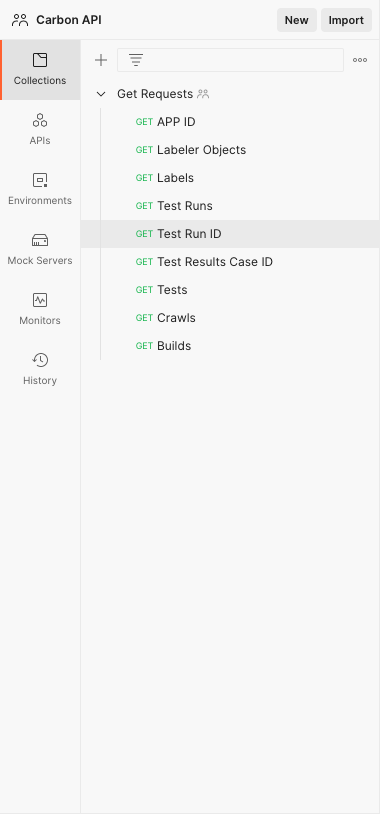 Carbon API
New
Import
Collections
APIs
Environments
Mock Servers
Monitors
History
Get Requests
GET APP ID
GET Labeler Objects
GET Labels
GET Test Runs
GET Test Run ID
GET Test Results Case ID
GET Tests
GET Crawls
GET Builds